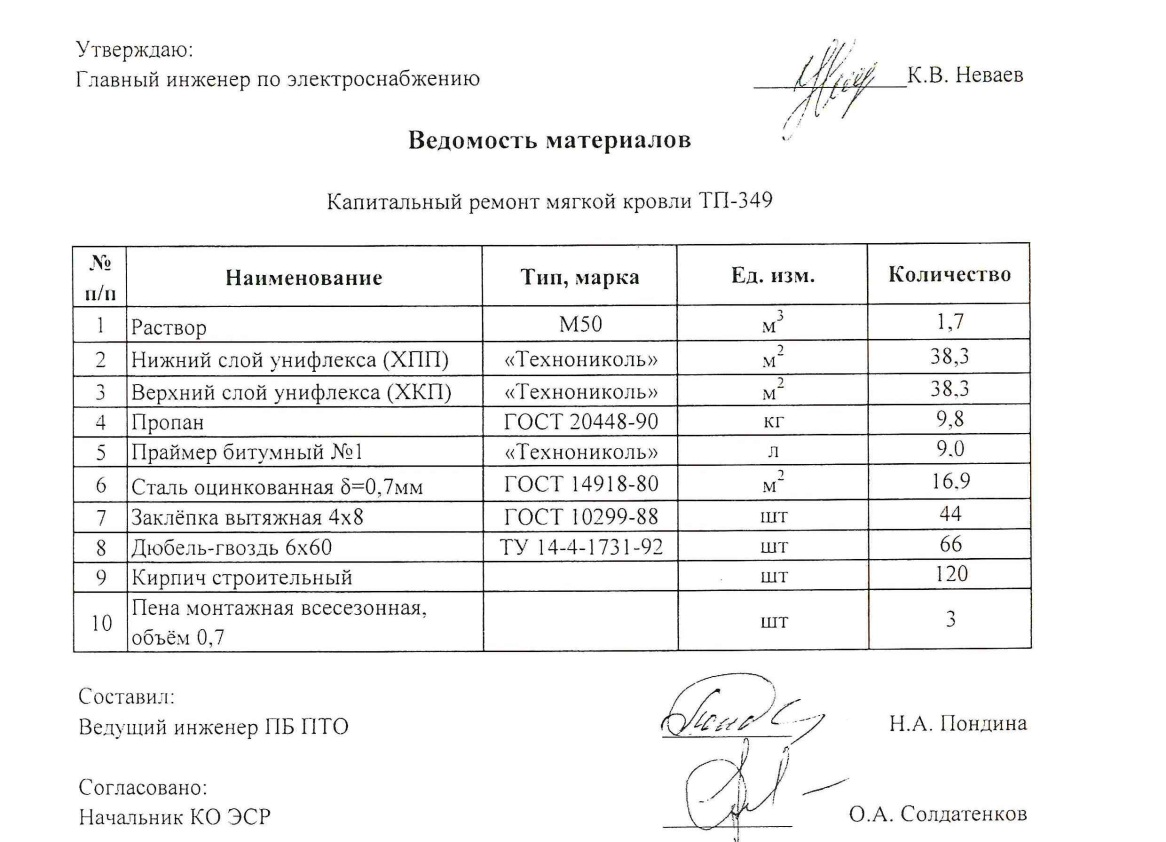 Утверждаю:
Главный инженер по электроснабжению
К.В. Неваев
Ведомость материалов
Капитальный ремонт мягкой кровли ТП-349
№ п/п Наименование Тип, марка Ед. изм. Количество
1 Раствор М50 м³ 1,7
2 Нижний слой унифлекса (ХПП) «Технониколь» м² 38,3
3 Верхний слой унифлекса (ХКП) «Технониколь» м² 38,3
4 Пропан ГОСТ 20448-90 кг 9,8
5 Праймер битумный №1 «Технониколь» л 9,0
6 Сталь оцинкованная δ=0,7мм ГОСТ 14918-80 м² 16,9
7 Заклёпка вытяжная 4х8 ГОСТ 10299-88 шт 44
8 Дюбель-гвоздь 6х60 ТУ 14-4-1731-92 шт 66
9 Кирпич строительный шт 120
10 Пена монтажная всесезонная,
объём 0,7 шт 3
Составил:
Ведущий инженер ПБ ПТО
Н.А. Пондина
Согласовано:
Начальник КО ЭСР
О.А. Солдатенков